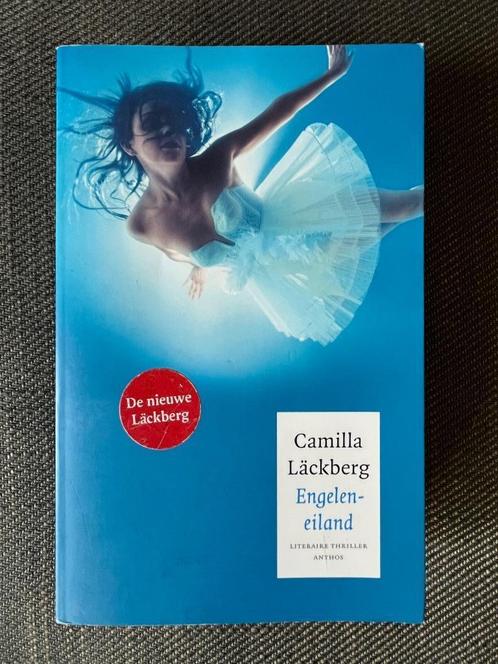 De nieuwe
Läckberg
Camilla
Läckberg
Engelen-
eiland
LITERAIRE THRILLER
ANTHOS